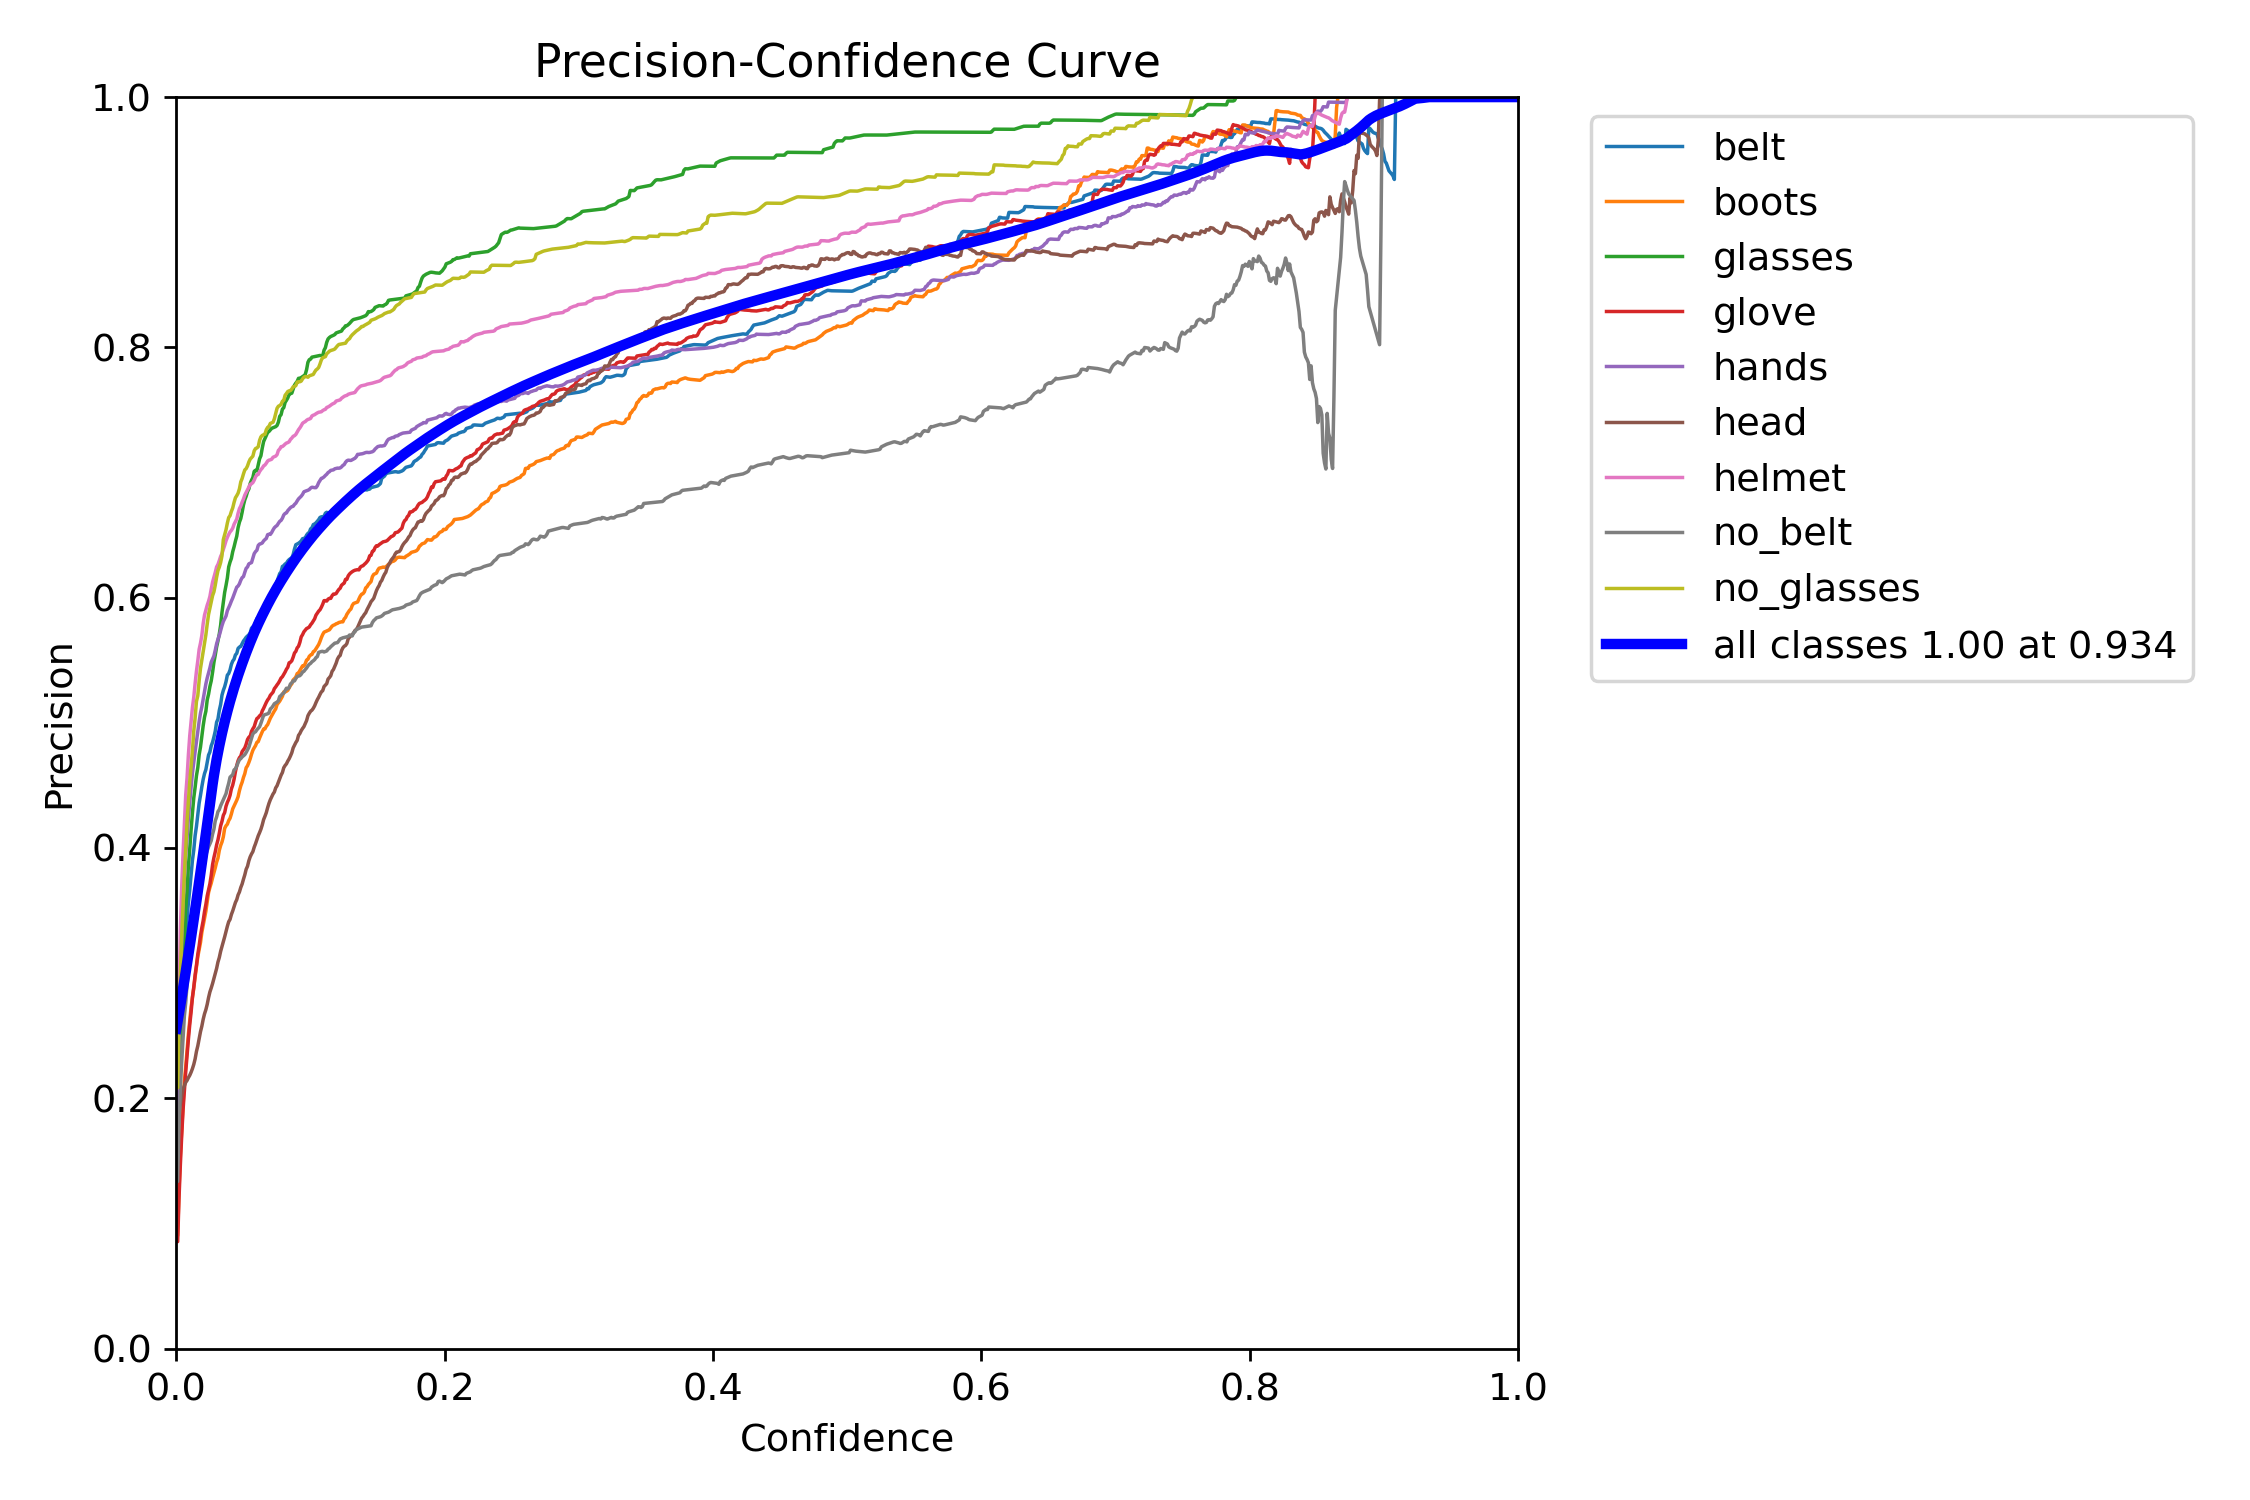 Precision-Confidence Curve
1.0
0.8
0.6
0.4
0.2
0.0
Precision
0.0 0.2 0.4 0.6 0.8 1.0
Confidence
belt
boots
glasses
glove
hands
head
helmet
no_belt
no_glasses
all classes 1.00 at 0.934